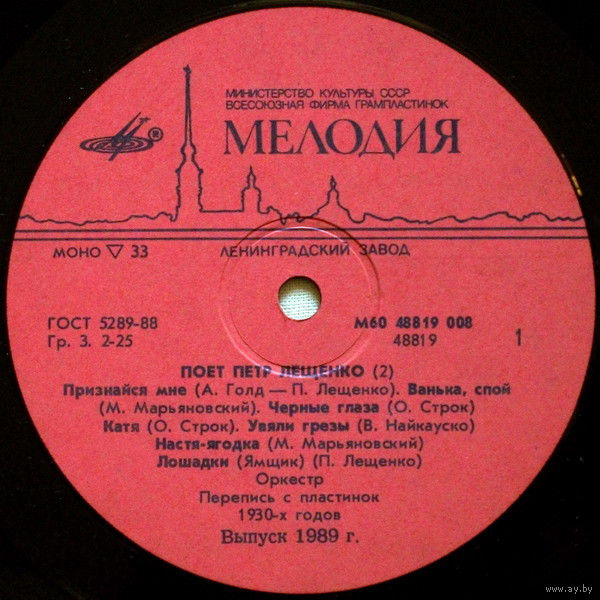 МИНИСТЕРСТВО КУЛЬТУРЫ СССР
ВСЕСОЮЗНАЯ ФИРМА ГРАМПЛАСТИНОК
МЕЛОДИЯ
®
МОНО ▽ 33
ЛЕНИНГРАДСКИЙ ЗАВОД
ГОСТ 5289-88
М60 48819 008
Гр. 3. 2-25
48819
1
ПОЕТ ПЕТР ЛЕЩЕНКО (2)
Признайся мне (А. Голд — П. Лещенко). Ванька, спой
(М. Марьяновский). Черные глаза (О. Строк)
Катя (О. Строк). Увяли грезы (В. Найкауско)
Настя-ягодка (М. Марьяновский)
Лошадки (Ямщик) (П. Лещенко)
Оркестр
Перепись с пластинок
1930-х годов
Выпуск 1989 г.
www.ay.by